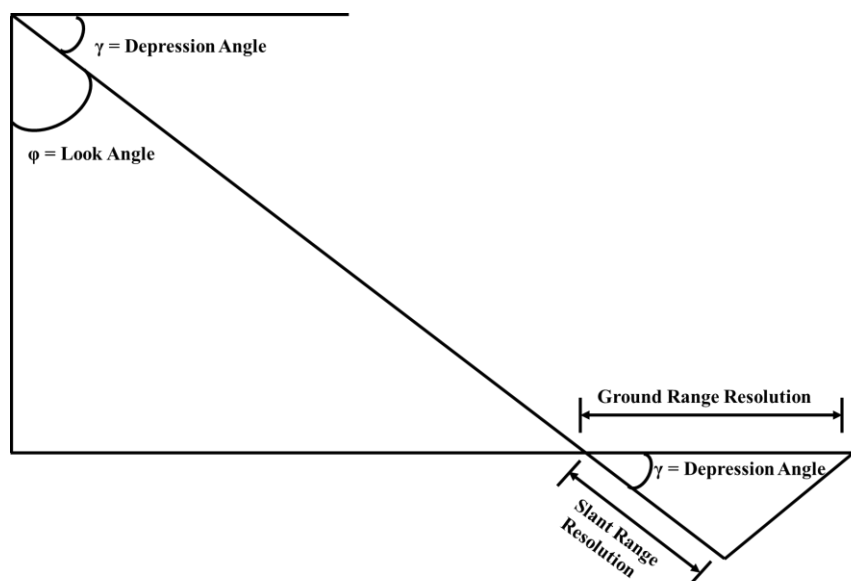 γ = Depression Angle
φ = Look Angle
Ground Range Resolution
γ = Depression Angle
Slant Range
Resolution